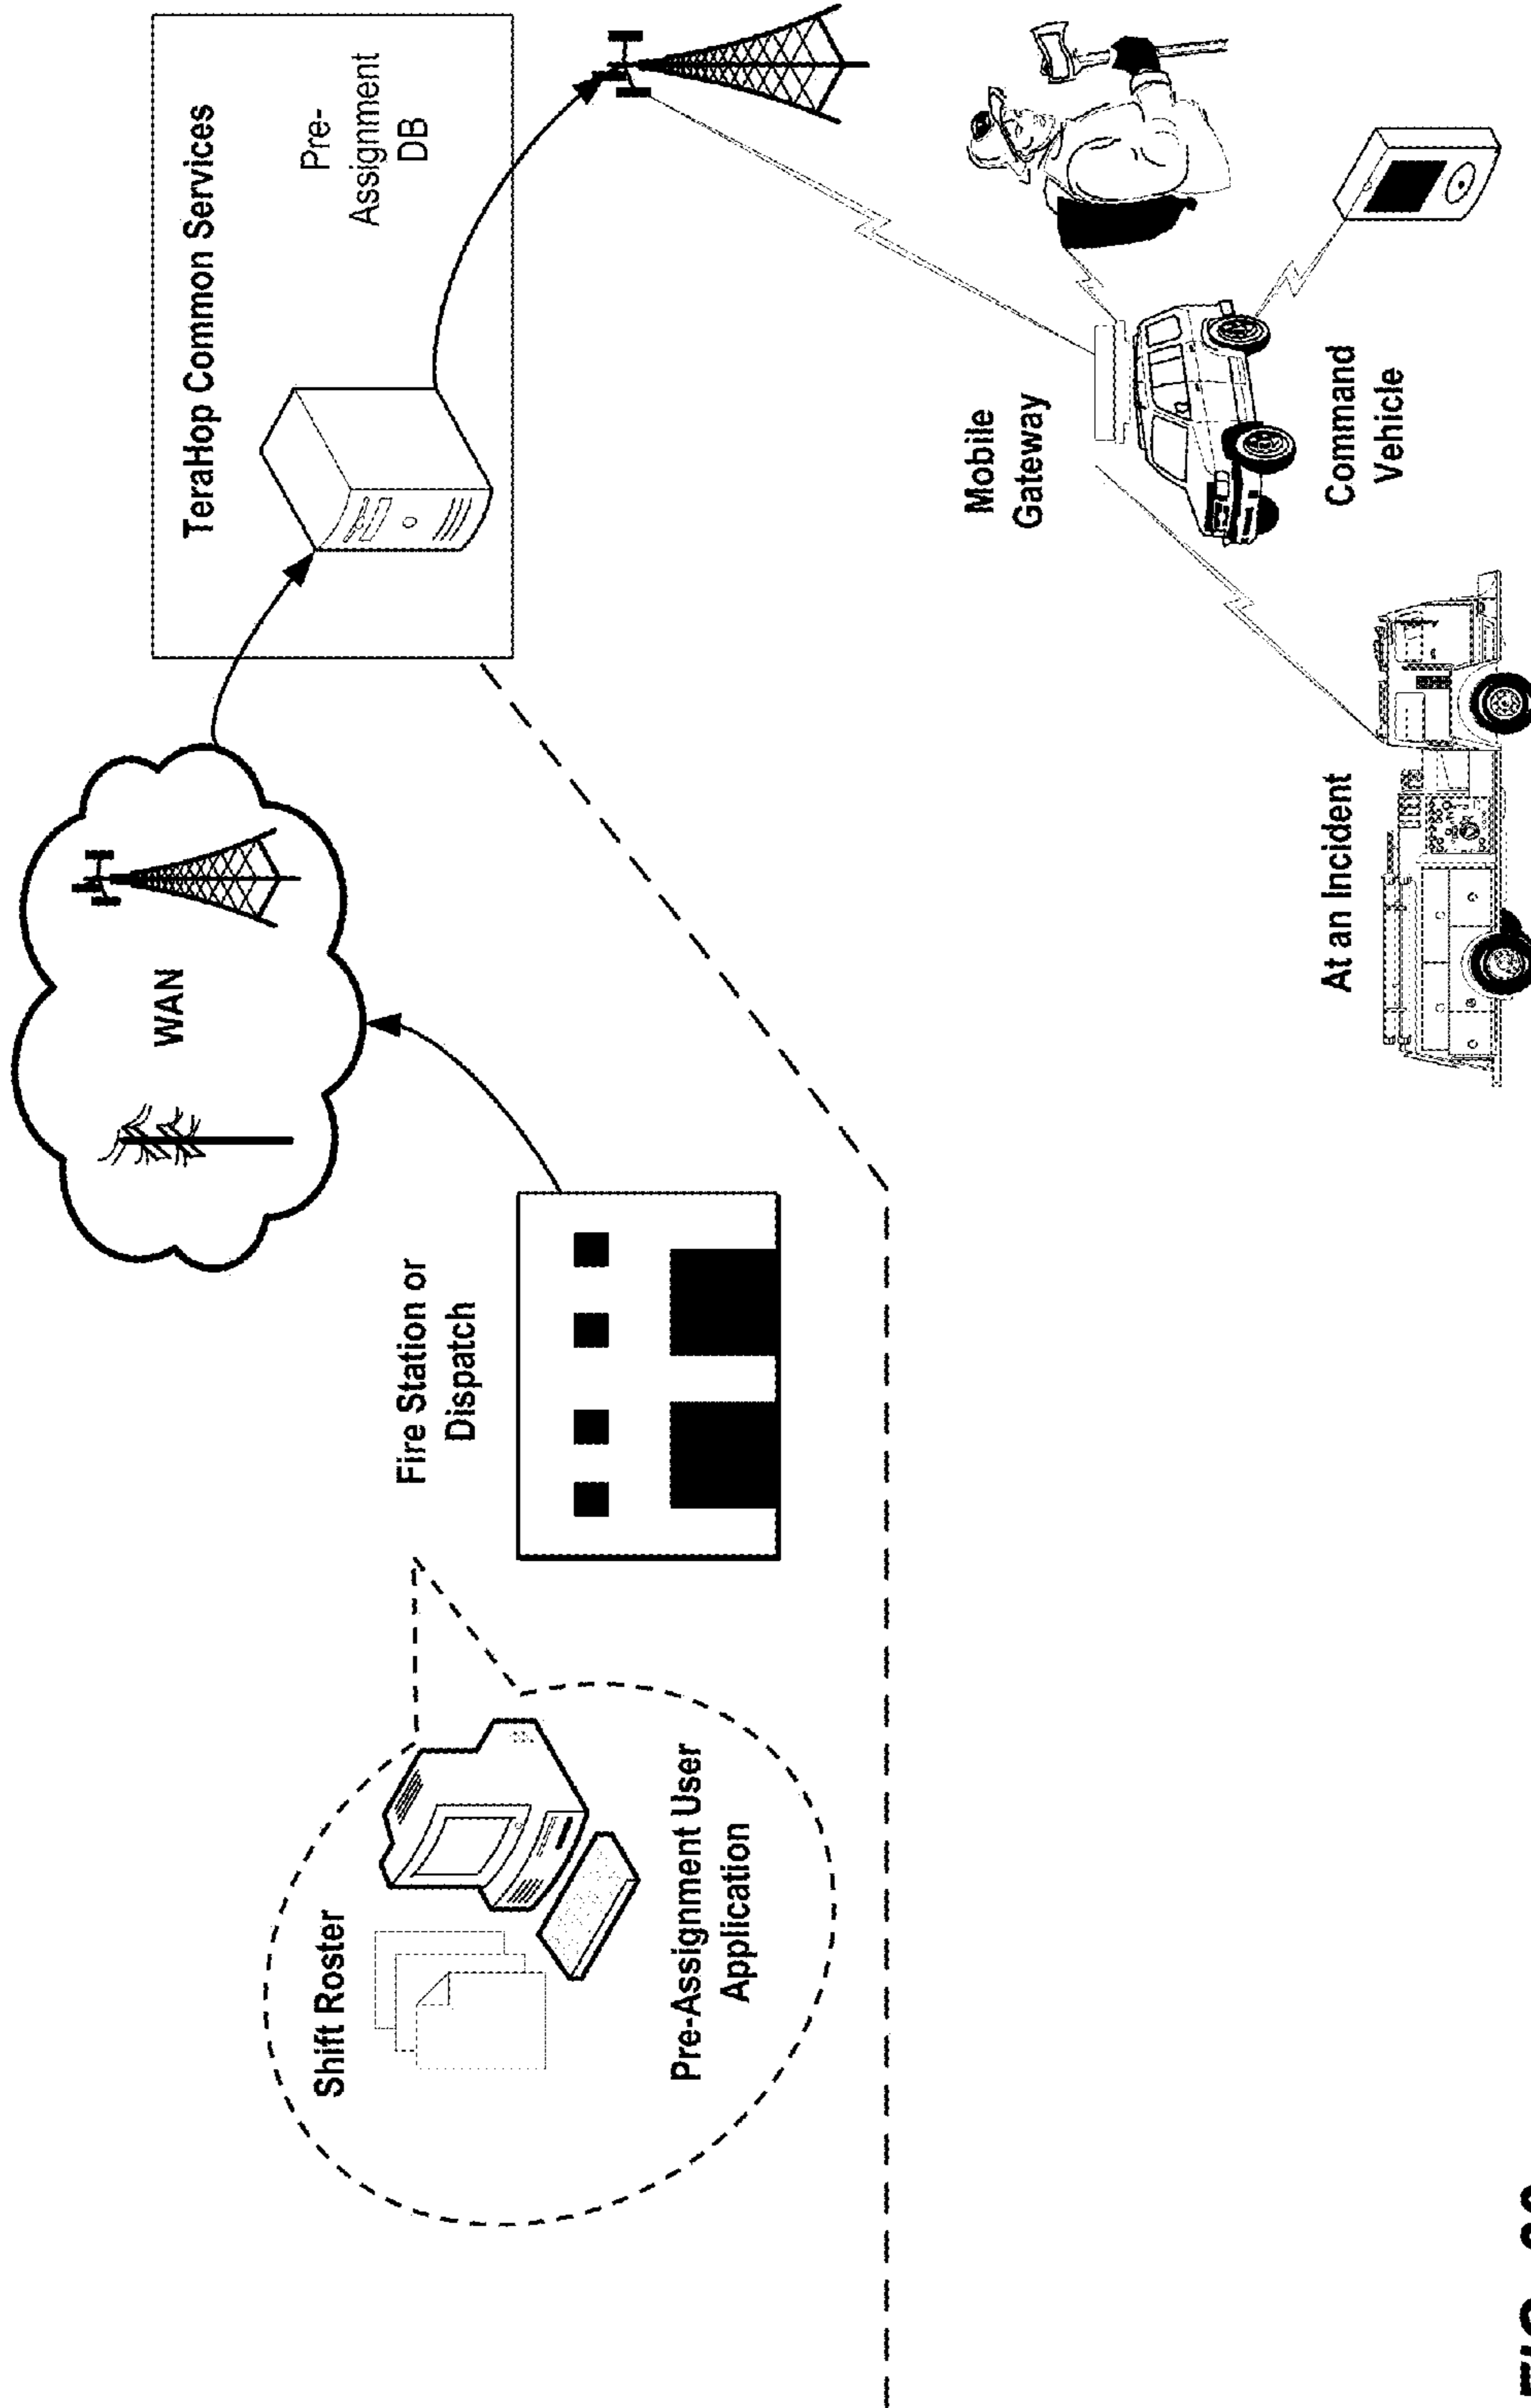 TeraHop Common Services
Pre-
Assignment
DB
WAN
Fire Station or
Dispatch
Shift Roster
Pre-Assignment User
Application
Mobile
Gateway
Command
Vehicle
At an Incident